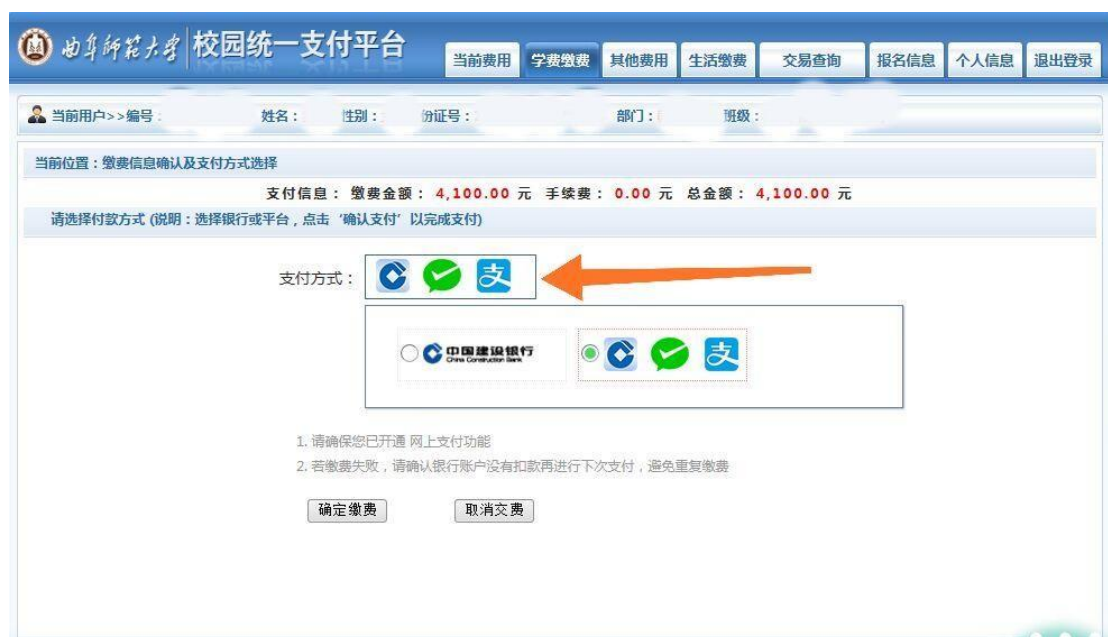 曲阜师范大学 校园统一支付平台
当前费用 学费缴费 其他费用 生活缴费 交易查询 报名信息 个人信息 退出登录
当前用户>>编号: 姓名: 性别: 份证号: 部门: 班级:
当前位置:缴费信息确认及支付方式选择
支付信息: 缴费金额: 4,100.00 元 手续费: 0.00 元 总金额: 4,100.00 元
请选择付款方式 (说明:选择银行或平台,点击‘确认支付’以完成支付)
支付方式: 支
中国建设银行 支
China Construction Bank
1. 请确保您已开通 网上支付功能
2. 若缴费失败,请确认银行账户没有扣款再进行下次支付,避免重复缴费
确定缴费 取消交费